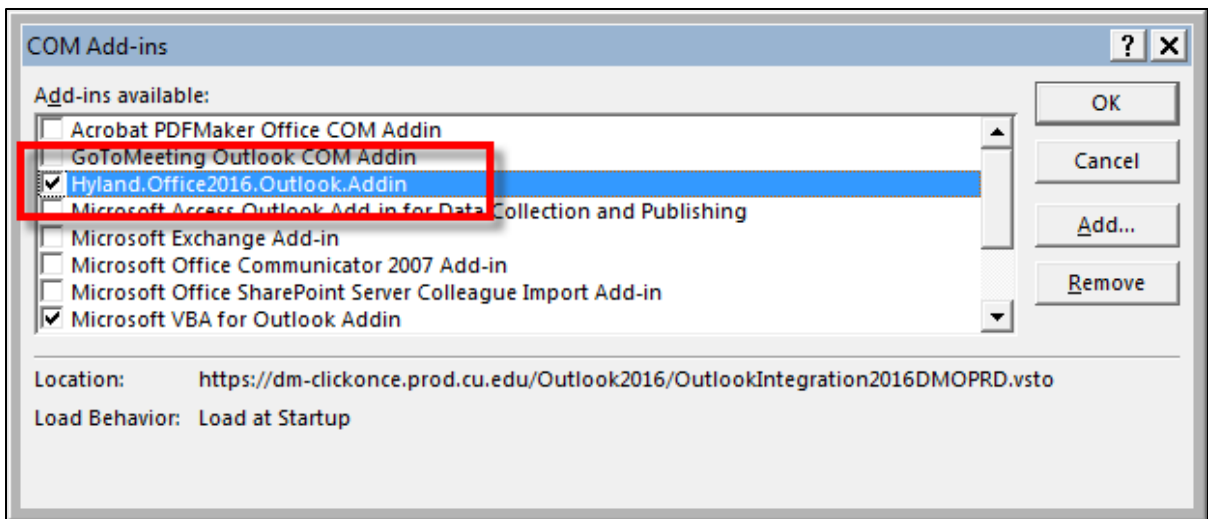 COM Add-ins
Add-ins available:
Acrobat PDFMaker Office COM Addin
GoToMeeting Outlook COM Addin
Hyland.Office2016.Outlook.Addin
Microsoft Access Outlook Add-in for Data Collection and Publishing
Microsoft Exchange Add-in
Microsoft Office Communicator 2007 Add-in
Microsoft Office SharePoint Server Colleague Import Add-in
Microsoft VBA for Outlook Addin
OK
Cancel
Add...
Remove
Location: https://dm-clickonce.prod.cu.edu/Outlook2016/OutlookIntegration2016DMOPRD.vsto
Load Behavior: Load at Startup